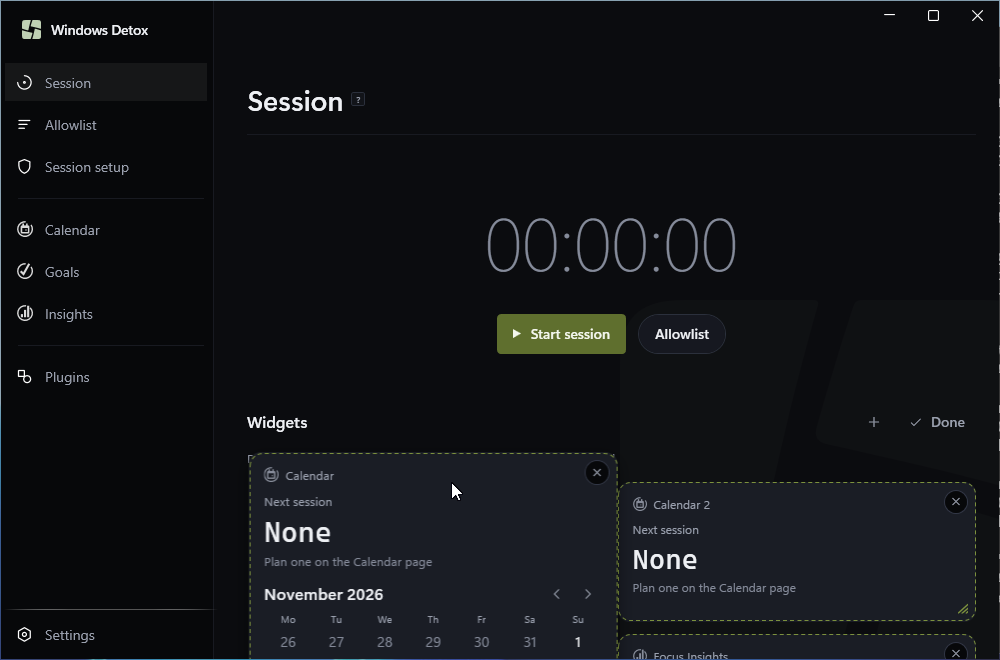 Windows Detox
Session
Allowlist
Session setup
Calendar
Goals
Insights
Plugins
Settings
Session ?
00:00:00
Start session
Allowlist
Widgets
Done
Calendar
Next session
None
Plan one on the Calendar page
November 2026
Mo Tu We Th Fr Sa Su
26 27 28 29 30 31 1
Calendar 2
Next session
None
Plan one on the Calendar page
Focus Insights